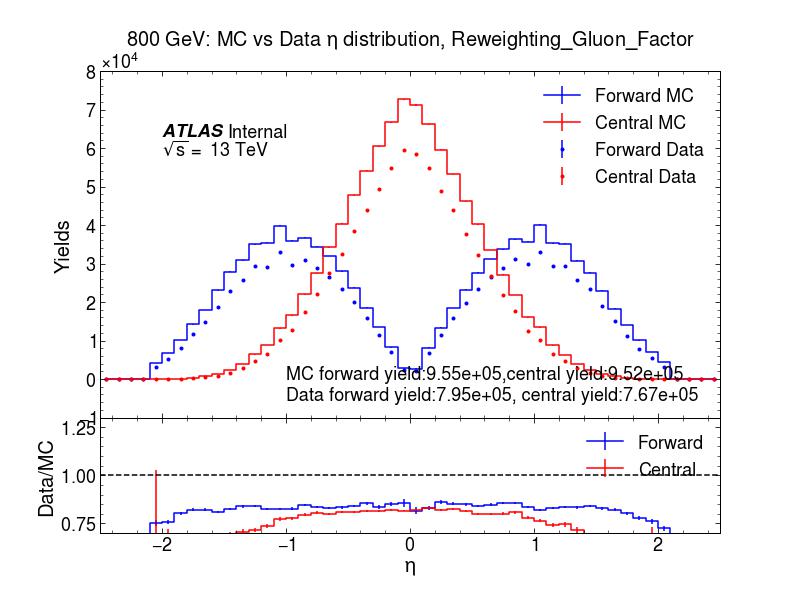 800 GeV: MC vs Data η distribution, Reweighting_Gluon_Factor
×10⁴
8
7
6
5
4
3
2
1
0
−1
Yields
ATLAS Internal
√s = 13 TeV
Forward MC
Central MC
Forward Data
Central Data
MC forward yield:9.55e+05,central yield:9.52e+05
Data forward yield:7.95e+05, central yield:7.67e+05
1.25
1.00
0.75
Data/MC
Forward
Central
−2 −1 0 1 2
η